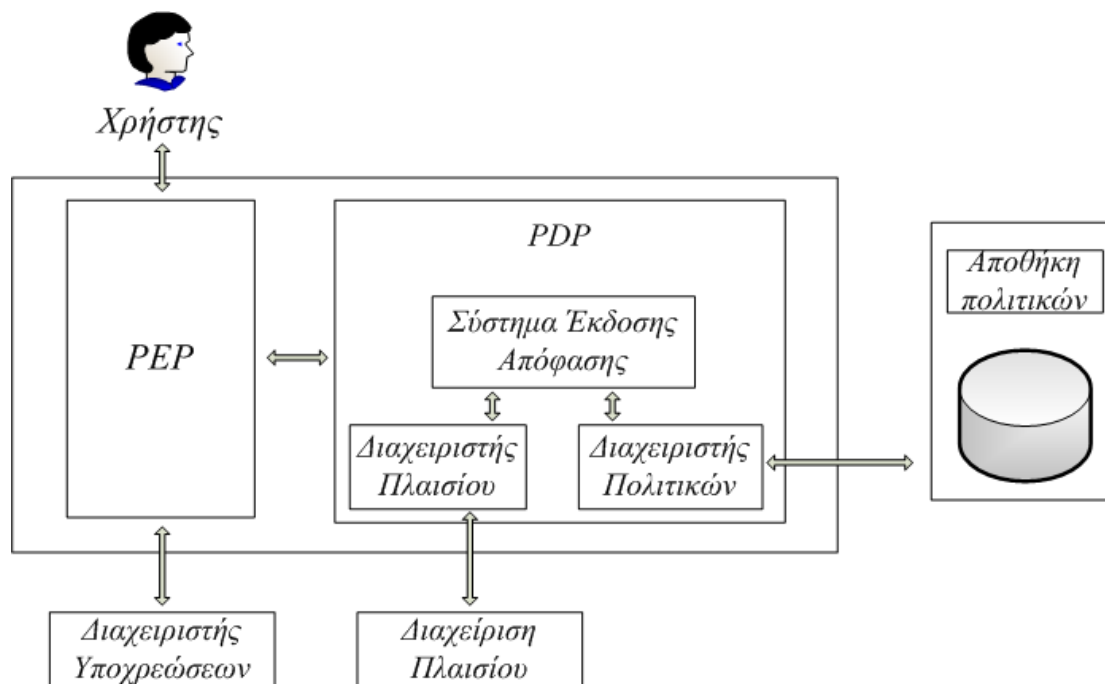 Χρήστης
PEP
PDP
Σύστημα Έκδοσης
Απόφασης
Διαχειριστής
Πλαισίου
Διαχειριστής
Πολιτικών
Αποθήκη
πολιτικών
Διαχειριστής
Υποχρεώσεων
Διαχείριση
Πλαισίου